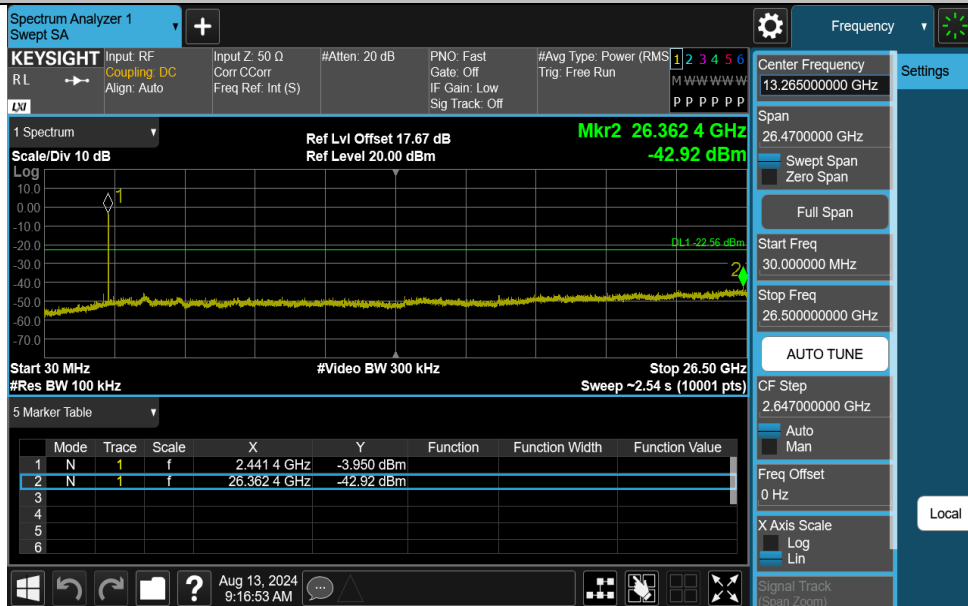 Spectrum Analyzer 1
Swept SA
+
Frequency
KEYSIGHT
RL
LXI
Input: RF
Coupling: DC
Align: Auto
Input Z: 50 Ω
Corr CCorr
Freq Ref: Int (S)
#Atten: 20 dB
PNO: Fast
Gate: Off
IF Gain: Low
Sig Track: Off
#Avg Type: Power (RMS
Trig: Free Run
1 2 3 4 5 6
M W W W W W
P P P P P P
1 Spectrum
Scale/Div 10 dB
Log
Ref Lvl Offset 17.67 dB
Ref Level 20.00 dBm
Mkr2 26.362 4 GHz
-42.92 dBm
10.0
0.00
-10.0
-20.0
-30.0
-40.0
-50.0
-60.0
-70.0
1
DL1 -22.56 dBm
2
Start 30 MHz
#Video BW 300 kHz
Stop 26.50 GHz
#Res BW 100 kHz
Sweep ~2.54 s (10001 pts)
5 Marker Table
Mode Trace Scale X Y Function Function Width Function Value
1 N 1 f 2.441 4 GHz -3.950 dBm
2 N 1 f 26.362 4 GHz -42.92 dBm
3
4
5
6
?
Aug 13, 2024
9:16:53 AM
Center Frequency
13.265000000 GHz
Span
26.4700000 GHz
Swept Span
Zero Span
Full Span
Start Freq
30.000000 MHz
Stop Freq
26.500000000 GHz
AUTO TUNE
CF Step
2.647000000 GHz
Auto
Man
Freq Offset
0 Hz
X Axis Scale
Log
Lin
Signal Track
(Span Zoom)
Settings
Local